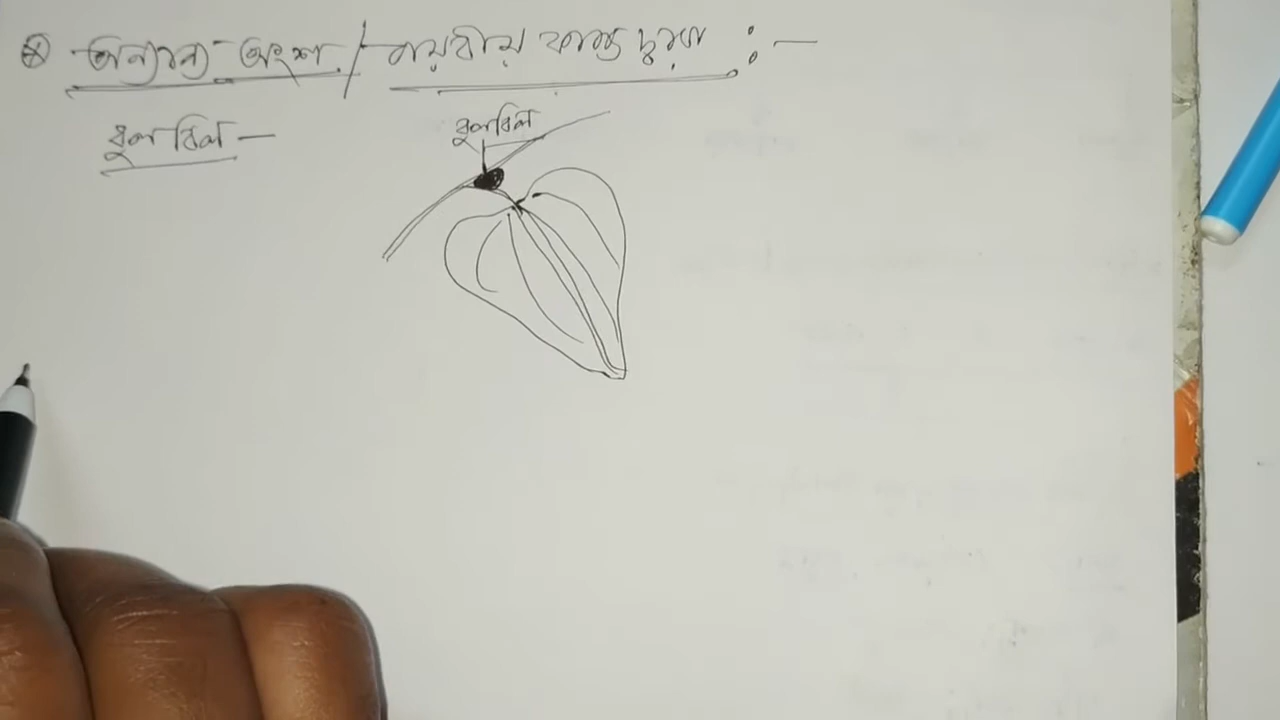 অন্যান্য অংশ / বায়বীয় কান্ড দ্বারা :—
বুলবিল —
বুলবিল